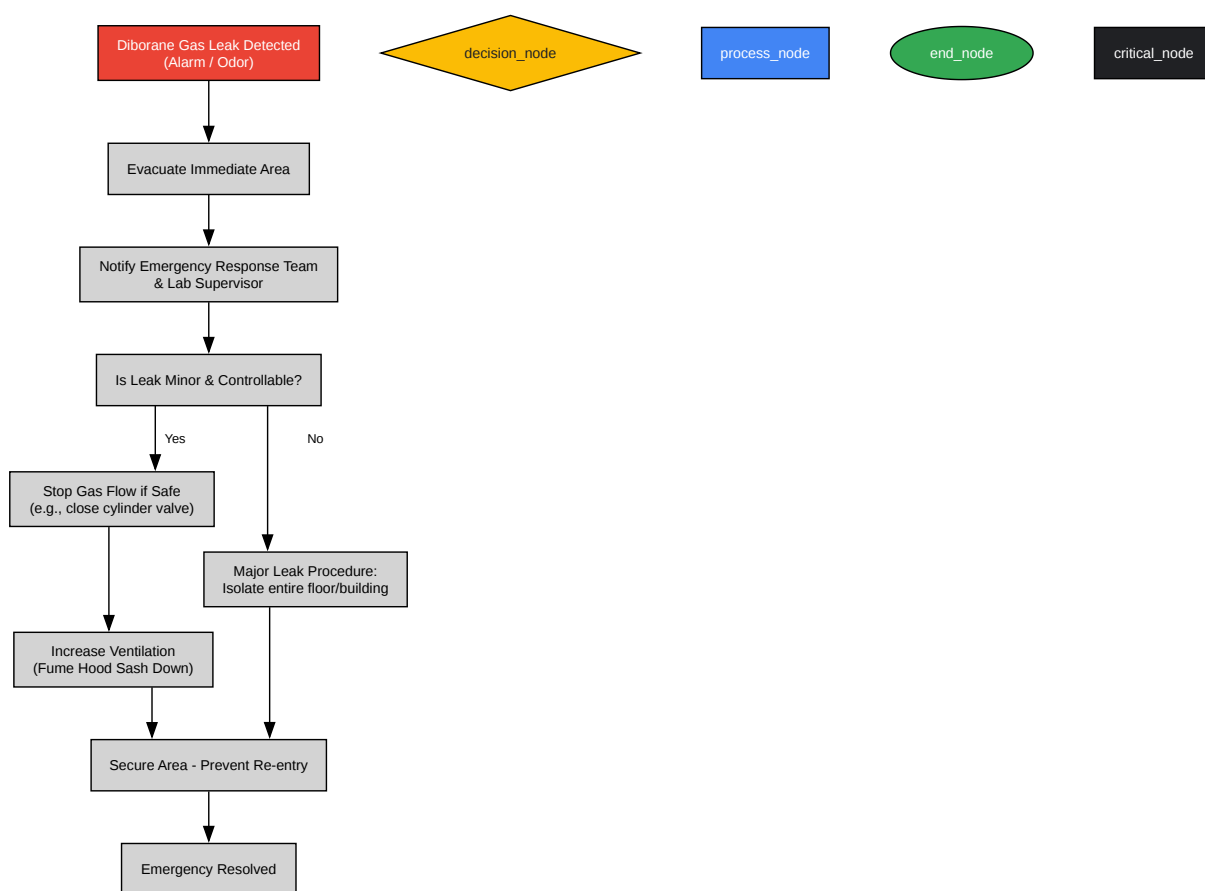 Diborane Gas Leak Detected
(Alarm / Odor)
decision_node
process_node
end_node
critical_node
Evacuate Immediate Area
Notify Emergency Response Team
& Lab Supervisor
Is Leak Minor & Controllable?
Yes
No
Stop Gas Flow if Safe
(e.g., close cylinder valve)
Major Leak Procedure:
Isolate entire floor/building
Increase Ventilation
(Fume Hood Sash Down)
Secure Area - Prevent Re-entry
Emergency Resolved